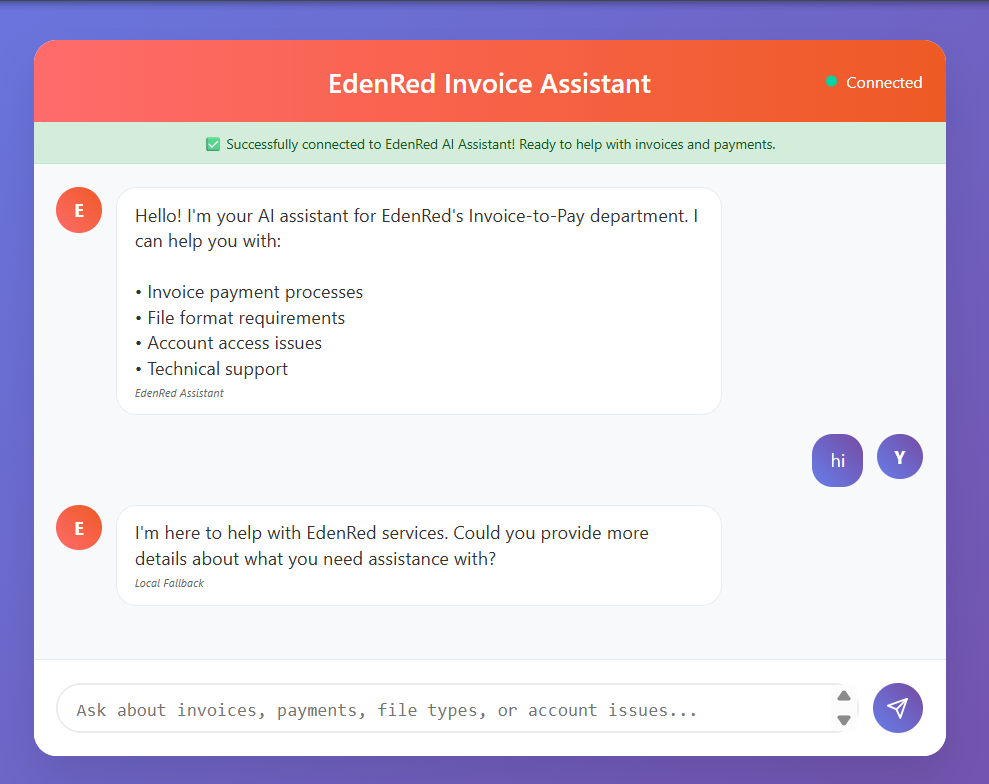 EdenRed Invoice Assistant
Connected
✅ Successfully connected to EdenRed AI Assistant! Ready to help with invoices and payments.
E
Hello! I'm your AI assistant for EdenRed's Invoice-to-Pay department. I
can help you with:
• Invoice payment processes
• File format requirements
• Account access issues
• Technical support
EdenRed Assistant
hi
Y
E
I'm here to help with EdenRed services. Could you provide more
details about what you need assistance with?
Local Fallback
Ask about invoices, payments, file types, or account issues...